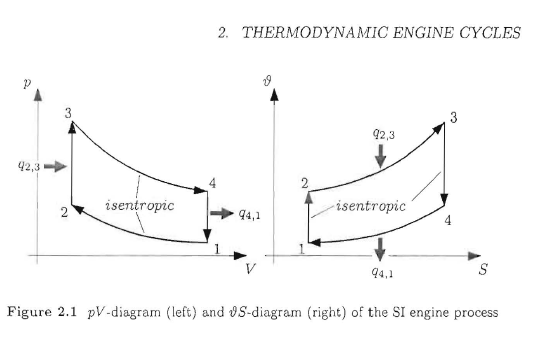 2. THERMODYNAMIC ENGINE CYCLES
p
3
q2,3
4
isentropic
2
q4,1
1
V
ϑ
3
q2,3
2
isentropic
4
1
q4,1
S
Figure 2.1 pV-diagram (left) and ϑS-diagram (right) of the SI engine process